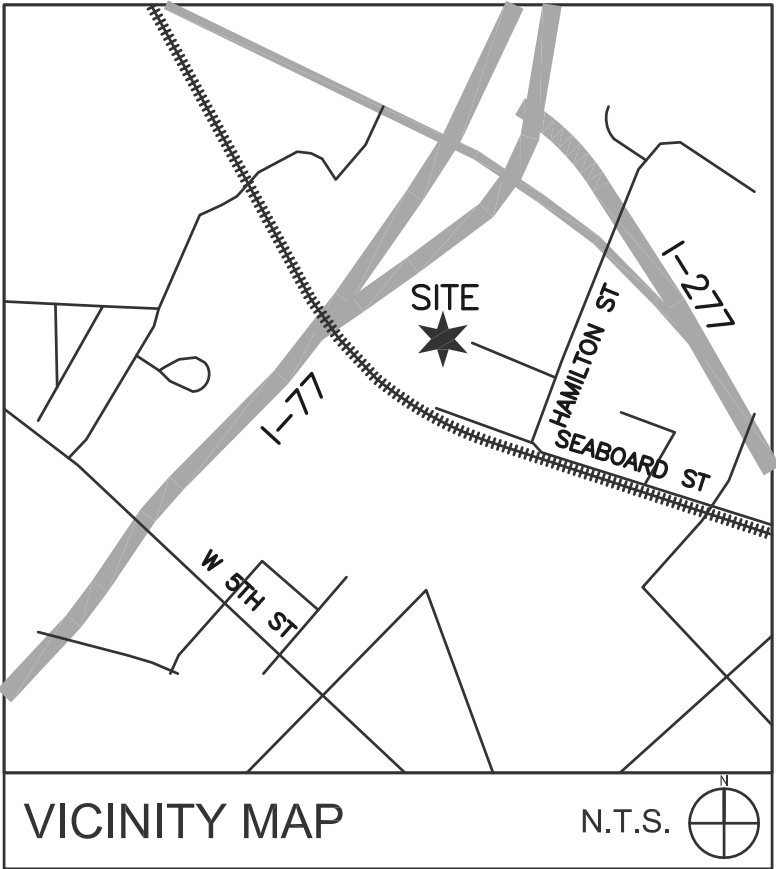 I-277
SITE
HAMILTON ST
I-77
SEABOARD ST
W 5TH ST
N
VICINITY MAP
N.T.S.